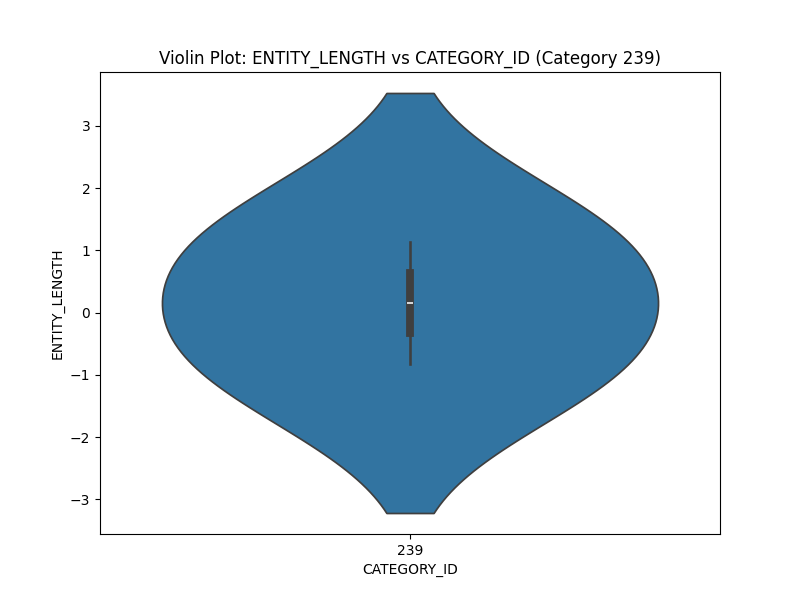 Violin Plot: ENTITY_LENGTH vs CATEGORY_ID (Category 239)
3
2
1
0
−1
−2
−3
ENTITY_LENGTH
239
CATEGORY_ID